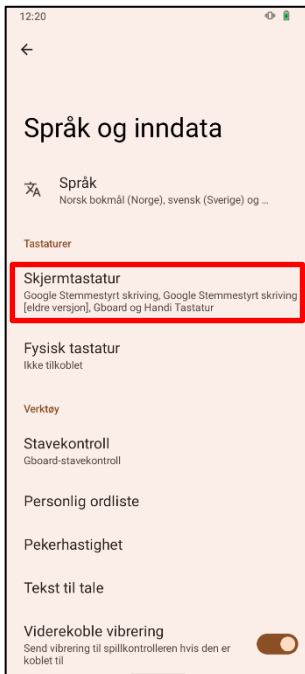 12:20
Språk og inndata
Språk
Norsk bokmål (Norge), svensk (Sverige) og ...
Tastaturer
Skjermtastatur
Google Stemmestyrt skriving, Google Stemmestyrt skriving
[eldre versjon], Gboard og Handi Tastatur
Fysisk tastatur
Ikke tilkoblet
Verktøy
Stavekontroll
Gboard-stavekontroll
Personlig ordliste
Pekerhastighet
Tekst til tale
Viderekoble vibrering
Send vibrering til spillkontrolleren hvis den er
koblet til